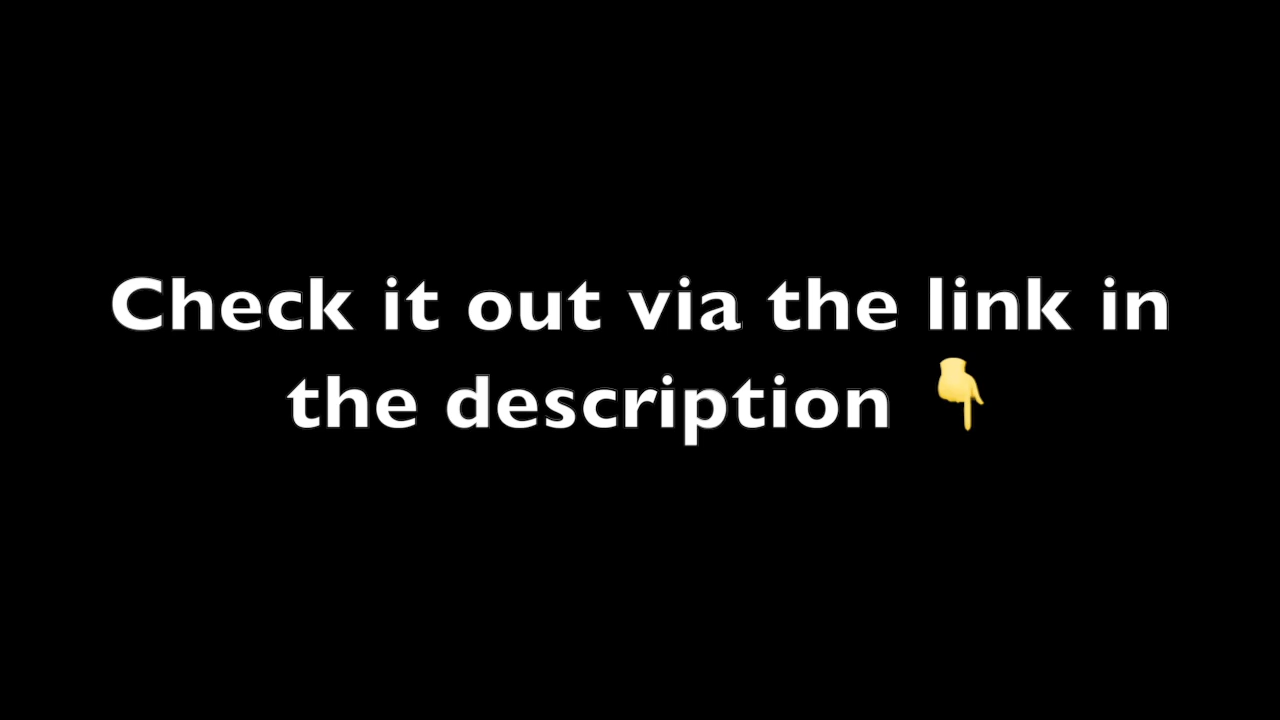 Check it out via the link in
the description 👇